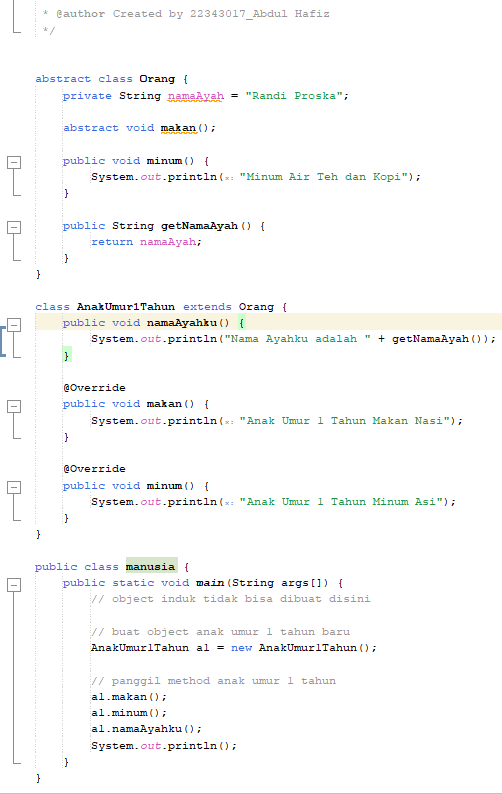 * @author Created by 22343017_Abdul Hafiz
*/
abstract class Orang {
private String namaAyah = "Randi Proska";
abstract void makan();
public void minum() {
System.out.println(x: "Minum Air Teh dan Kopi");
}
public String getNamaAyah() {
return namaAyah;
}
}
class AnakUmur1Tahun extends Orang {
public void namaAyahku() {
System.out.println("Nama Ayahku adalah " + getNamaAyah());
}
@Override
public void makan() {
System.out.println(x: "Anak Umur 1 Tahun Makan Nasi");
}
@Override
public void minum() {
System.out.println(x: "Anak Umur 1 Tahun Minum Asi");
}
}
public class manusia {
public static void main(String args[]) {
// object induk tidak bisa dibuat disini
// buat object anak umur 1 tahun baru
AnakUmur1Tahun a1 = new AnakUmur1Tahun();
// panggil method anak umur 1 tahun
a1.makan();
a1.minum();
a1.namaAyahku();
System.out.println();
}
}